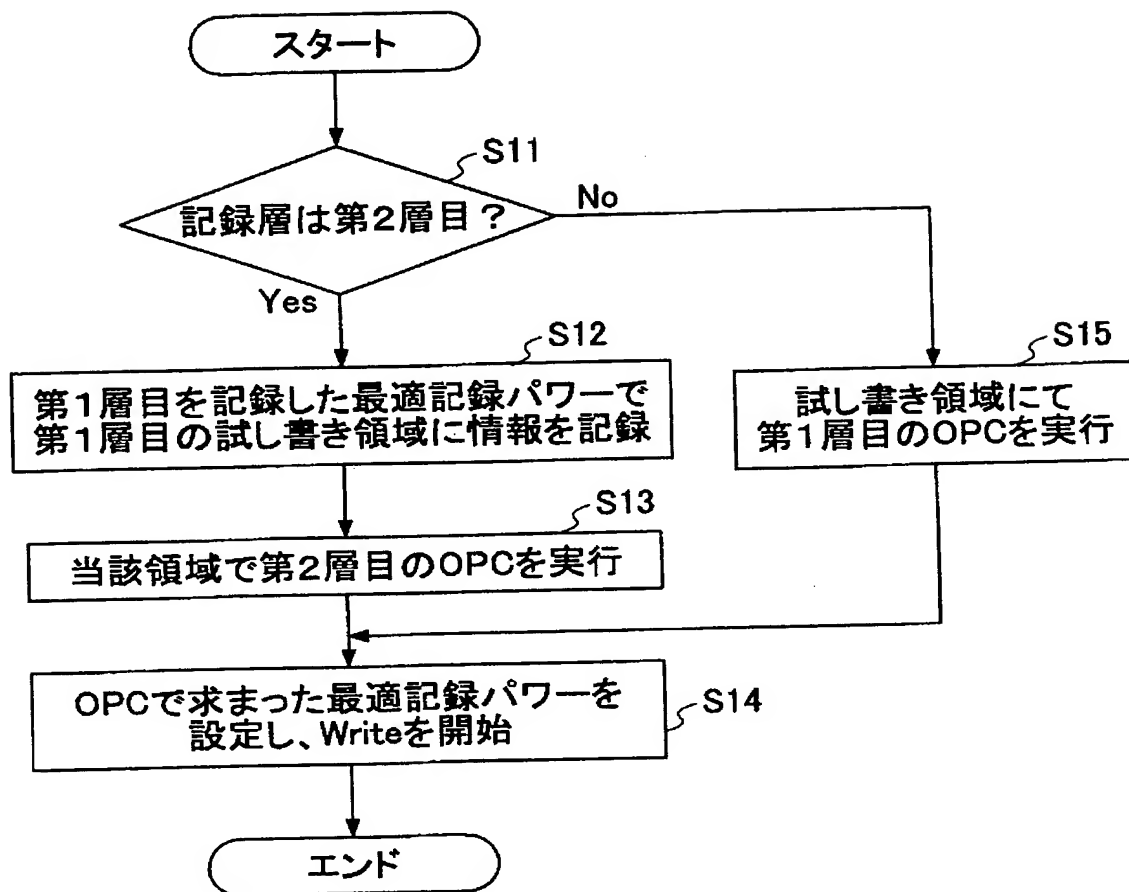 スタート
S11
記録層は第2層目？
No
Yes
S12
第1層目を記録した最適記録パワーで
第1層目の試し書き領域に情報を記録
S15
試し書き領域にて
第1層目のOPCを実行
S13
当該領域で第2層目のOPCを実行
OPCで求まった最適記録パワーを
設定し、Writeを開始
S14
エンド